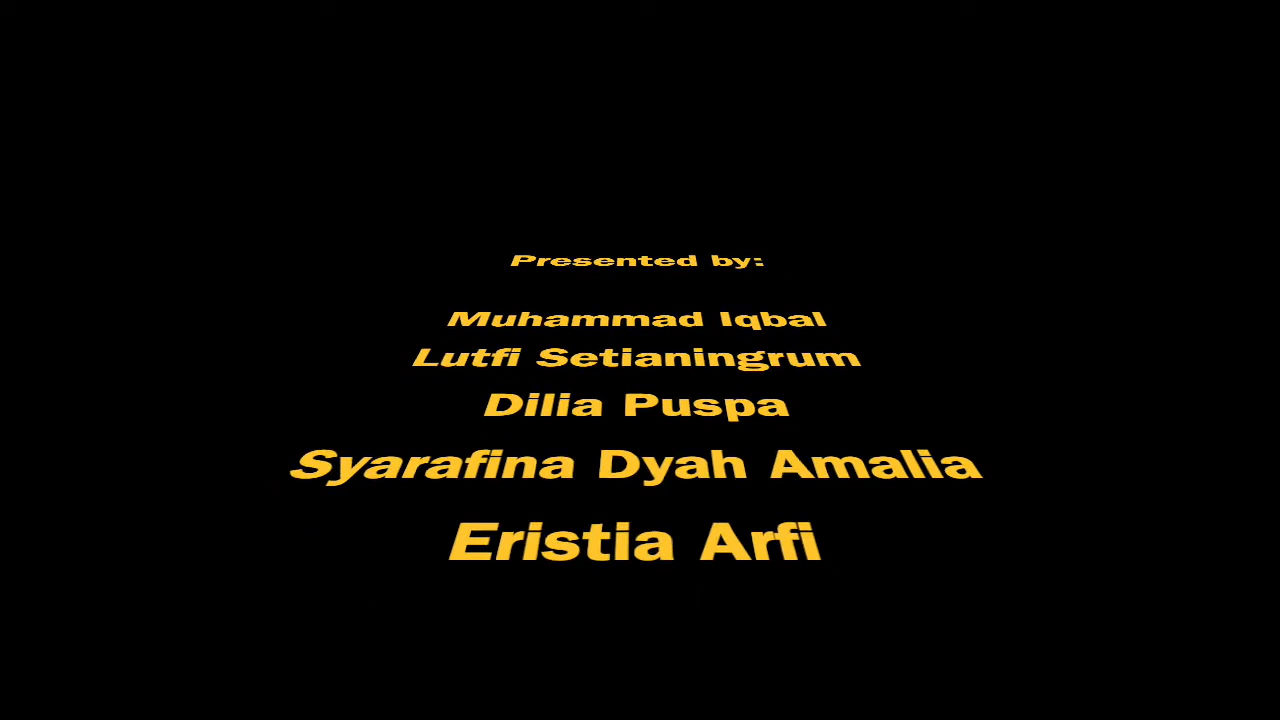 Presented by:
Muhammad Iqbal
Lutfi Setianingrum
Dilia Puspa
Syarafina Dyah Amalia
Eristia Arfi